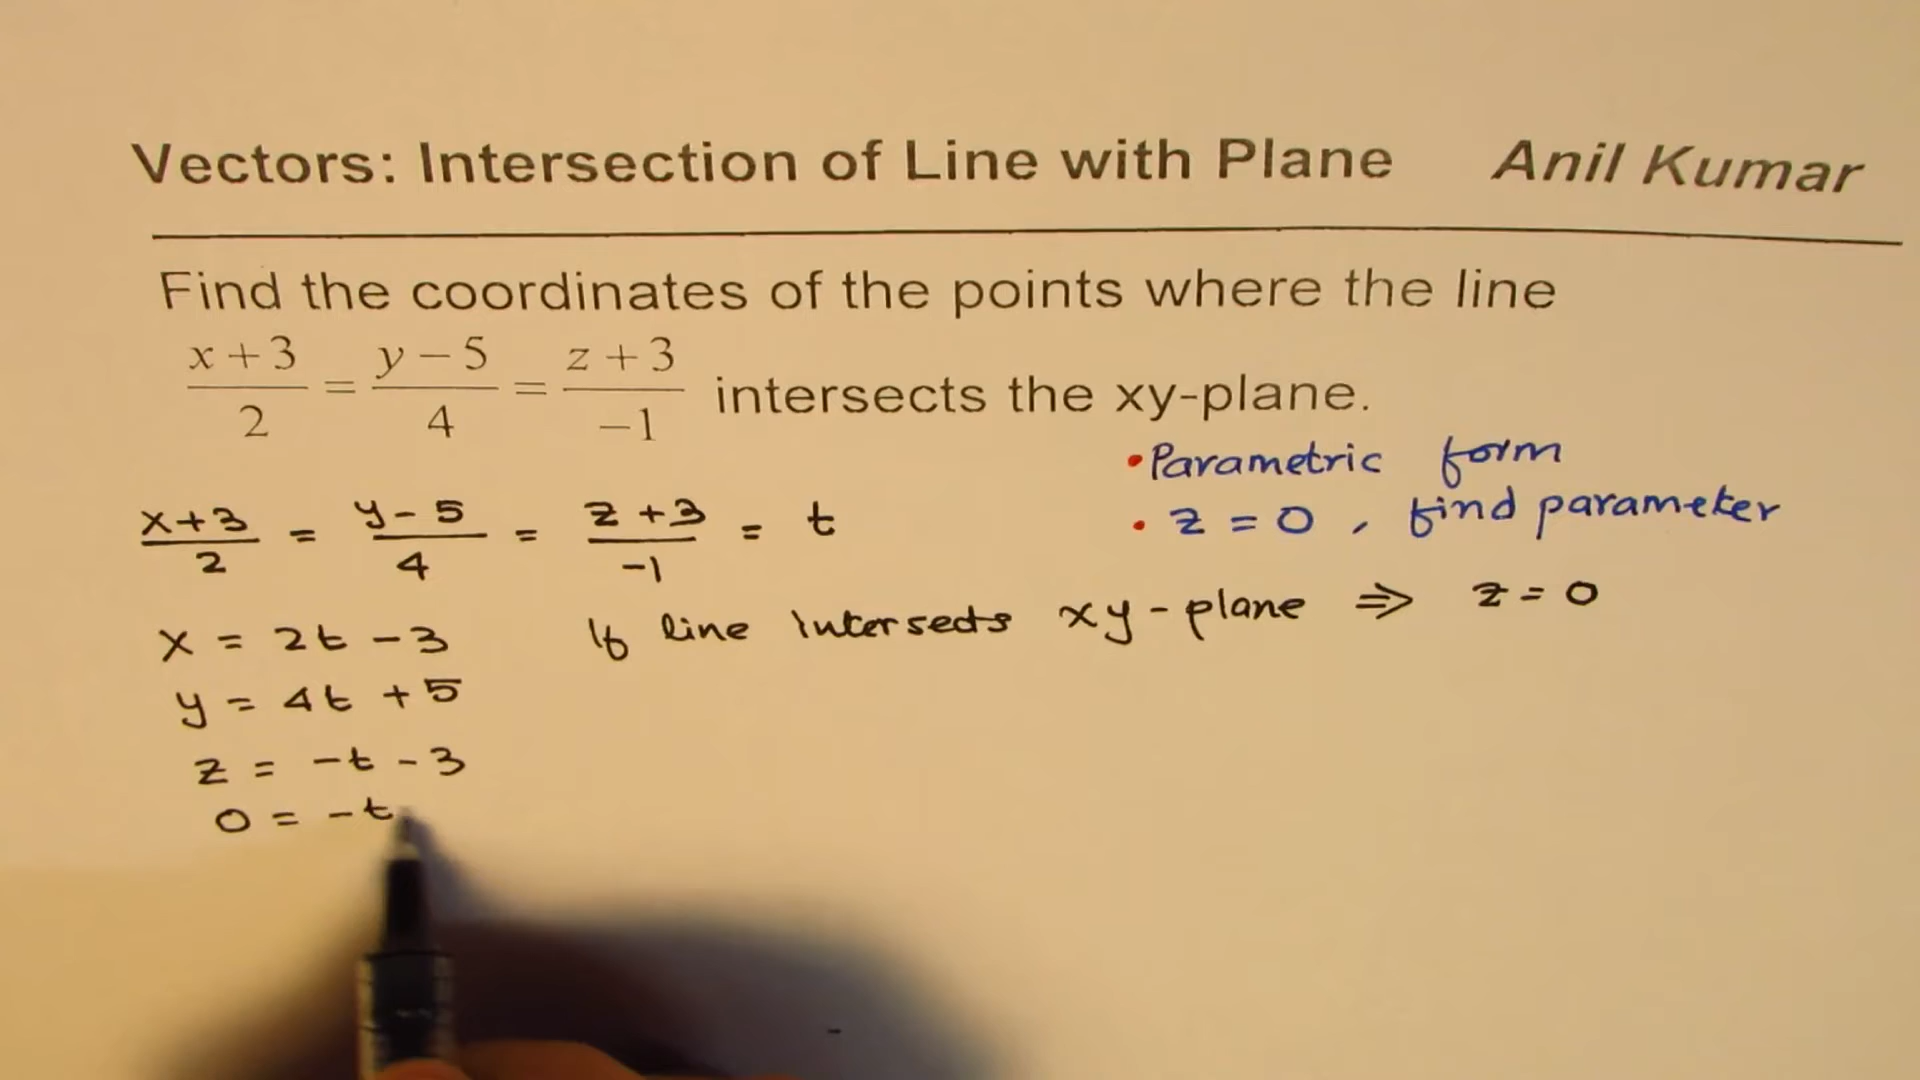 Vectors: Intersection of Line with Plane Anil Kumar
Find the coordinates of the points where the line
(x + 3)/2 = (y − 5)/4 = (z + 3)/−1 intersects the xy-plane.
• Parametric form
• z = 0 , find parameter
(x+3)/2 = (y-5)/4 = (z+3)/-1 = t
If line intersects xy-plane ⇒ z = 0
x = 2t - 3
y = 4t + 5
z = -t - 3
0 = -t